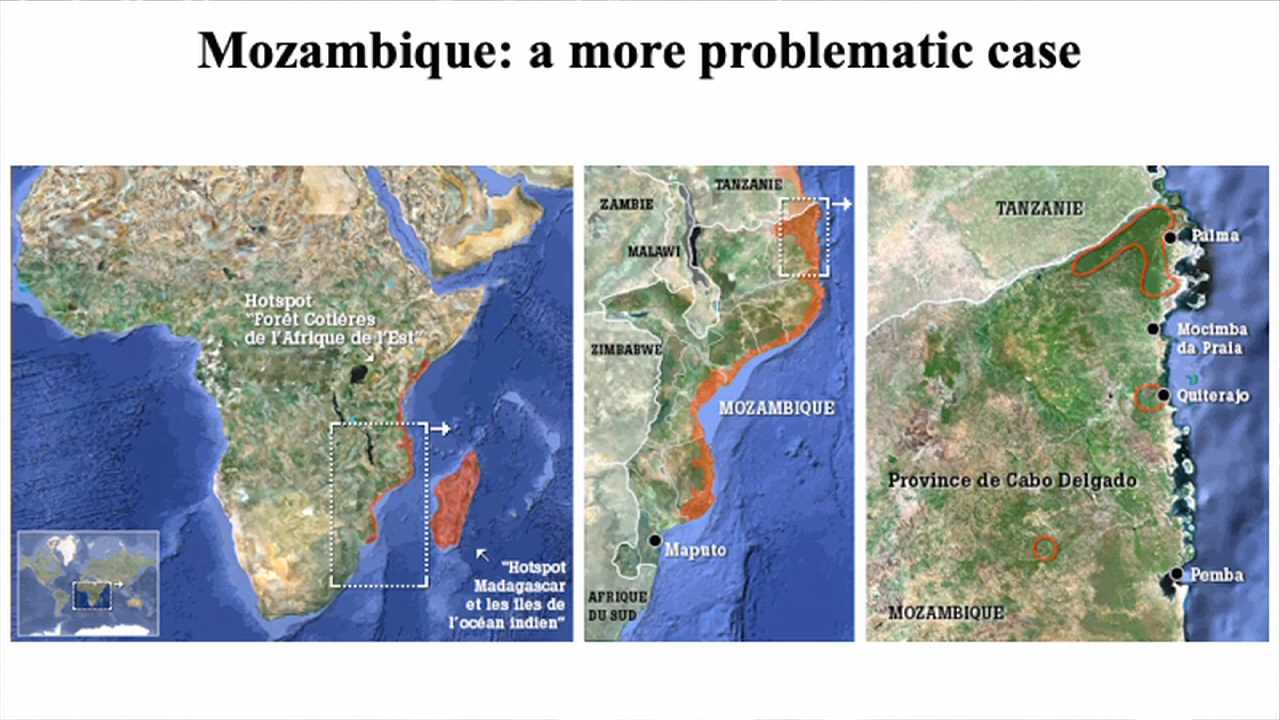 Mozambique: a more problematic case
Hotspot
"Forêt Cotières
de l'Afrique de l'Est"
"Hotspot
Madagascar
et les îles de
l'océan indien"
TANZANIE
ZAMBIE
MALAWI
ZIMBABWE
MOZAMBIQUE
Maputo
AFRIQUE
DU SUD
TANZANIE
Palma
Mocimba
da Praia
Quiterajo
Province de Cabo Delgado
Pemba
MOZAMBIQUE